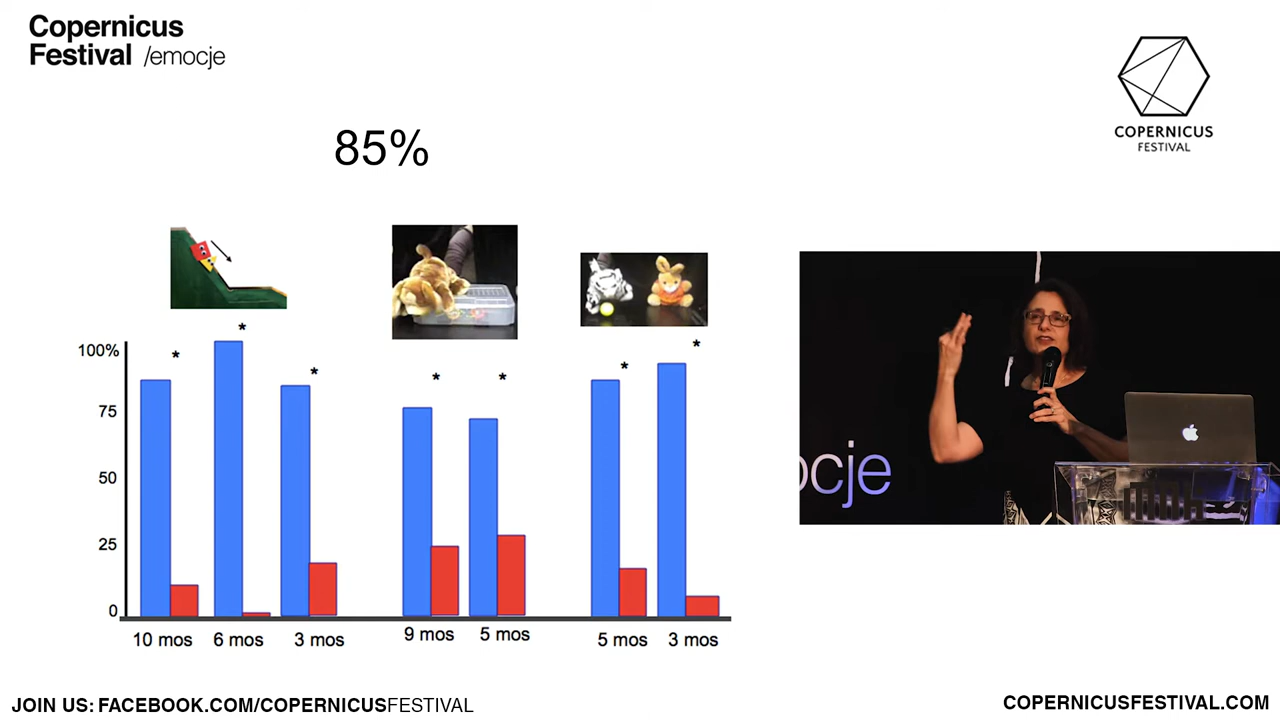 Copernicus
Festival /emocje
COPERNICUS
FESTIVAL
85%
100%
75
50
25
0
* * * * * * *
10 mos 6 mos 3 mos 9 mos 5 mos 5 mos 3 mos
ocje
JOIN US: FACEBOOK.COM/COPERNICUSFESTIVAL
COPERNICUSFESTIVAL.COM